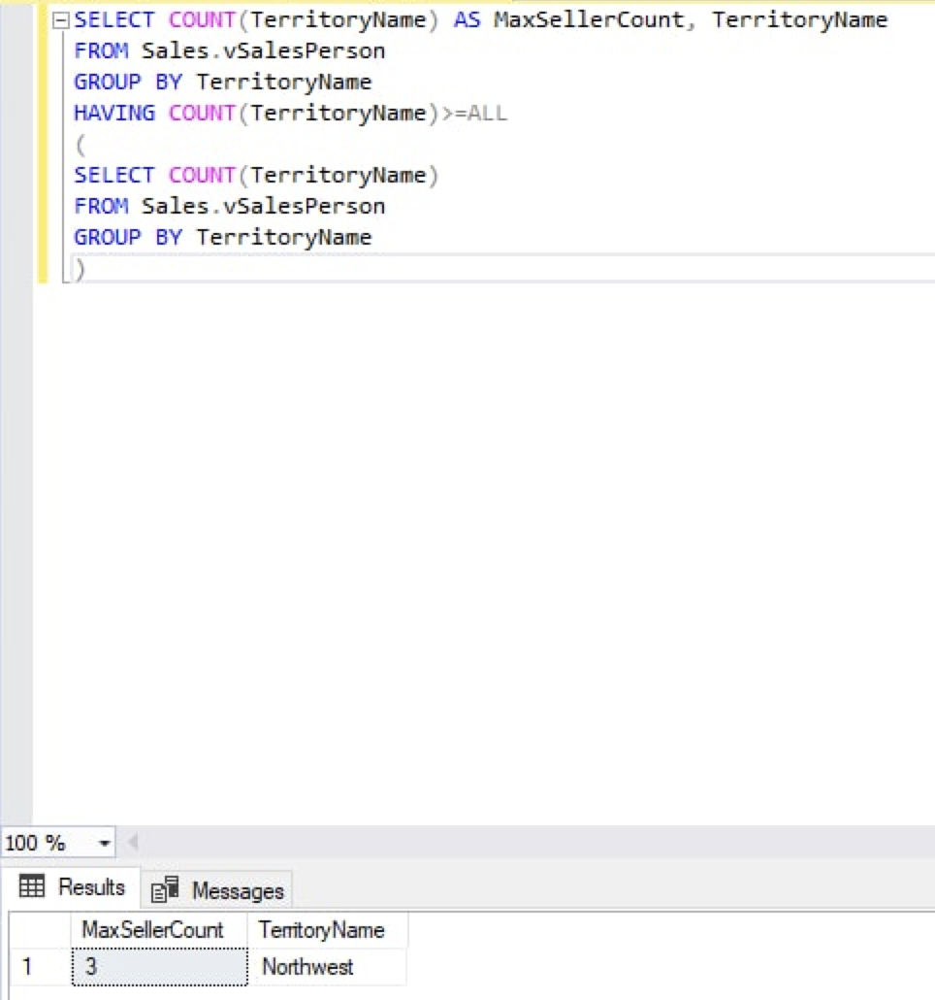 SELECT COUNT(TerritoryName) AS MaxSellerCount, TerritoryName
FROM Sales.vSalesPerson
GROUP BY TerritoryName
HAVING COUNT(TerritoryName)>=ALL
(
SELECT COUNT(TerritoryName)
FROM Sales.vSalesPerson
GROUP BY TerritoryName
)
100 %
Results Messages
MaxSellerCount TerritoryName
1 3 Northwest